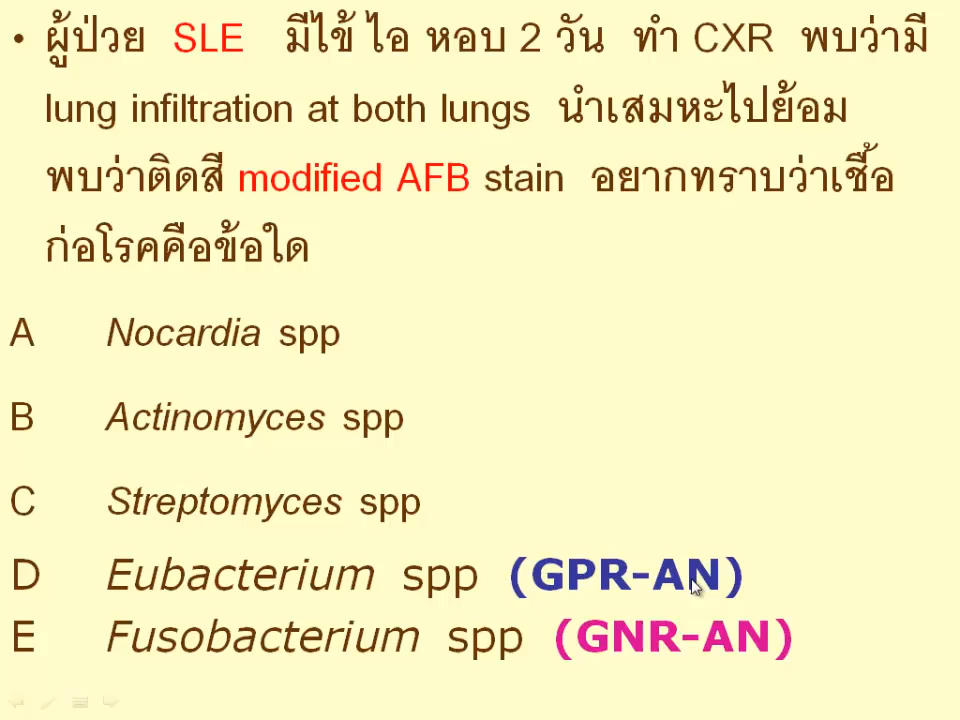 • ผู้ป่วย SLE มีไข้ ไอ หอบ 2 วัน ทำ CXR พบว่ามี
lung infiltration at both lungs นำเสมหะไปย้อม
พบว่าติดสี modified AFB stain อยากทราบว่าเชื้อ
ก่อโรคคือข้อใด
A Nocardia spp
B Actinomyces spp
C Streptomyces spp
D Eubacterium spp (GPR-AN)
E Fusobacterium spp (GNR-AN)